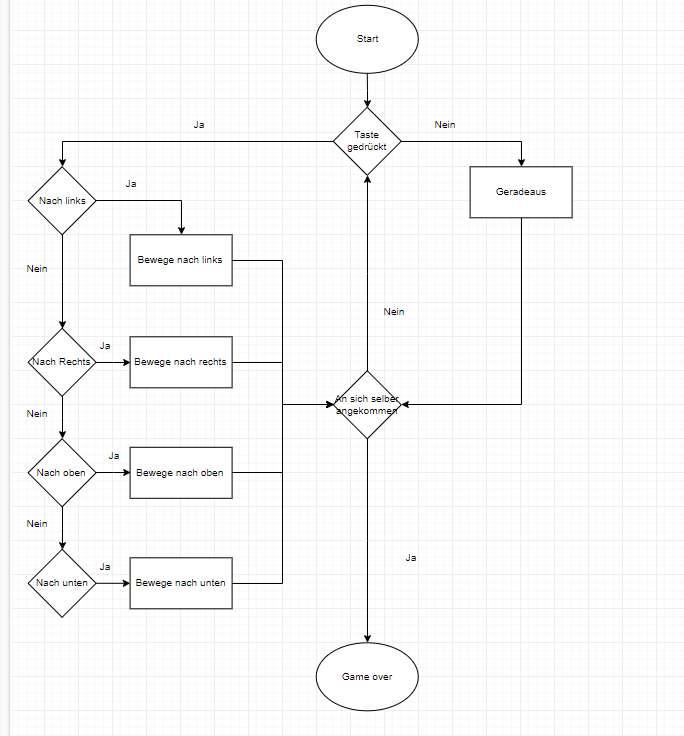 Start
Ja
Nein
Taste
gedrückt
Geradeaus
Ja
Nach links
Bewege nach links
Nein
Nein
Ja
Nach Rechts
Bewege nach rechts
An sich selber
angekommen
Nein
Ja
Nach oben
Bewege nach oben
Nein
Ja
Ja
Nach unten
Bewege nach unten
Game over